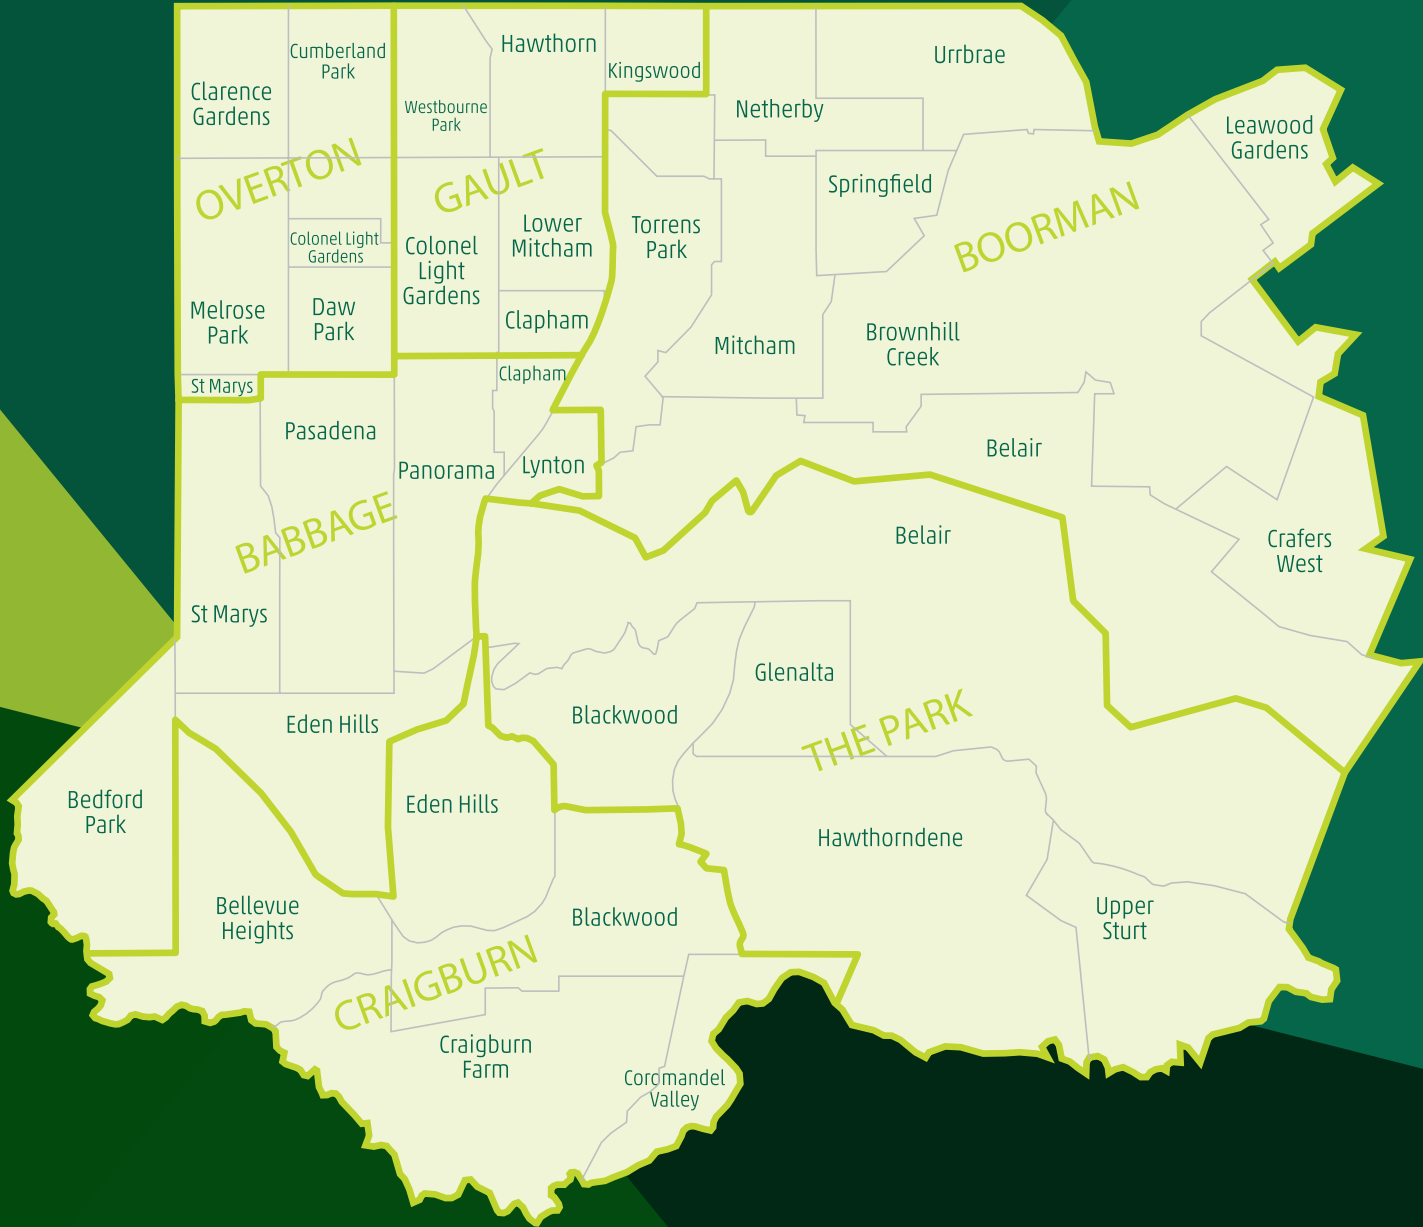 Clarence
Gardens
Cumberland
Park
Westbourne
Park
Hawthorn
Kingswood
Netherby
Urrbrae
Leawood
Gardens
OVERTON
GAULT
BOORMAN
Springfield
Torrens
Park
Lower
Mitcham
Colonel Light
Gardens
Colonel
Light
Gardens
Melrose
Park
Daw
Park
Clapham
Mitcham
Brownhill
Creek
St Marys
Clapham
Pasadena
Panorama
Lynton
Belair
BABBAGE
Belair
Crafers
West
St Marys
Glenalta
Eden Hills
Blackwood
THE PARK
Bedford
Park
Eden Hills
Hawthorndene
Bellevue
Heights
Blackwood
Upper
Sturt
CRAIGBURN
Craigburn
Farm
Coromandel
Valley